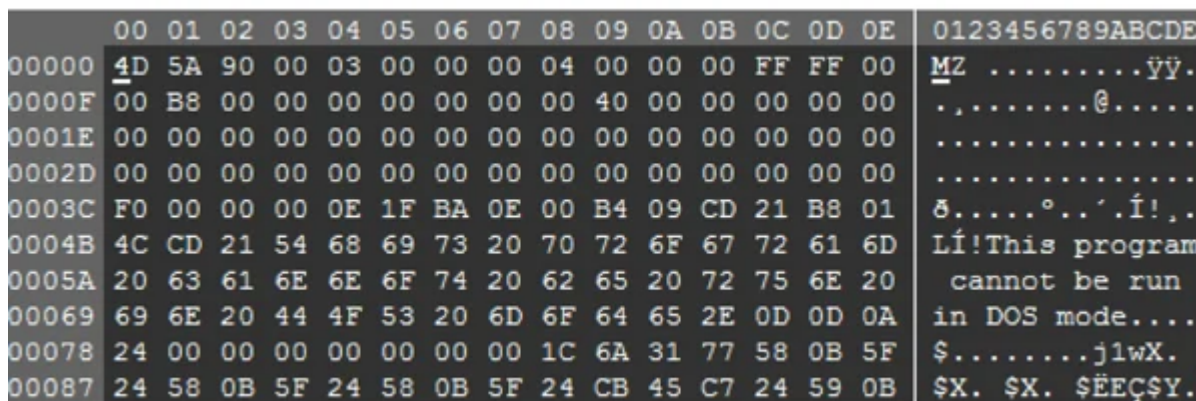 00 01 02 03 04 05 06 07 08 09 0A 0B 0C 0D 0E 0123456789ABCDE
00000 4D 5A 90 00 03 00 00 00 04 00 00 00 FF FF 00 MZ .........ÿÿ.
0000F 00 B8 00 00 00 00 00 00 00 40 00 00 00 00 00 .¸.......@.....
0001E 00 00 00 00 00 00 00 00 00 00 00 00 00 00 00 ...............
0002D 00 00 00 00 00 00 00 00 00 00 00 00 00 00 00 ...............
0003C F0 00 00 00 0E 1F BA 0E 00 B4 09 CD 21 B8 01 ð.....º..´.Í!¸.
0004B 4C CD 21 54 68 69 73 20 70 72 6F 67 72 61 6D LÍ!This program
0005A 20 63 61 6E 6E 6F 74 20 62 65 20 72 75 6E 20 cannot be run
00069 69 6E 20 44 4F 53 20 6D 6F 64 65 2E 0D 0D 0A in DOS mode....
00078 24 00 00 00 00 00 00 00 1C 6A 31 77 58 0B 5F $........j1wX.
00087 24 58 0B 5F 24 58 0B 5F 24 CB 45 C7 24 59 0B $X. $X. $ËEÇ$Y.